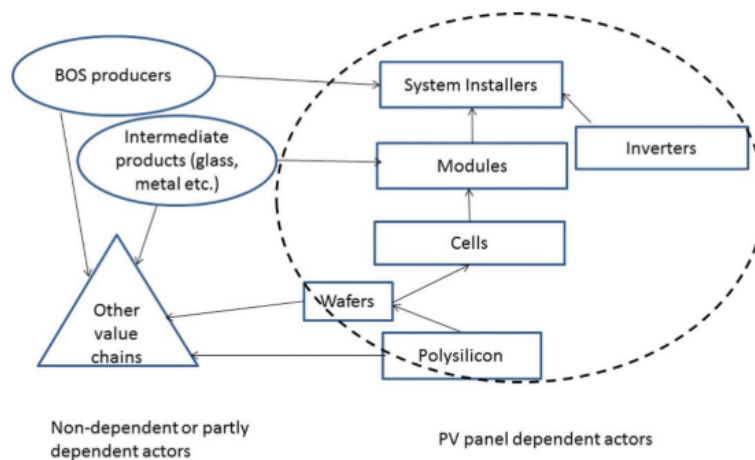 BOS producers
System Installers
Intermediate
products (glass,
metal etc.)
Modules
Inverters
Cells
Other
value
chains
Wafers
Polysilicon
Non-dependent or partly
dependent actors
PV panel dependent actors